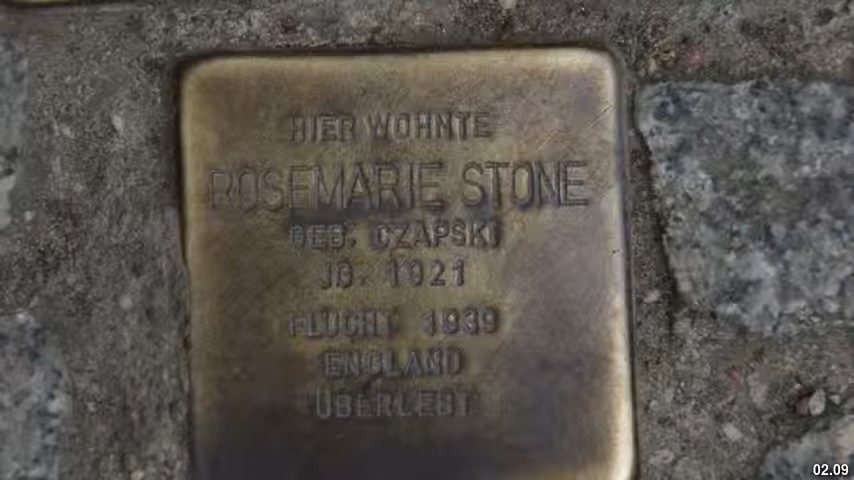 HIER WOHNTE
ROSEMARIE STONE
GEB. CZAPSKI
JG. 1921
FLUCHT 1939
ENGLAND
ÜBERLEBT
02.09